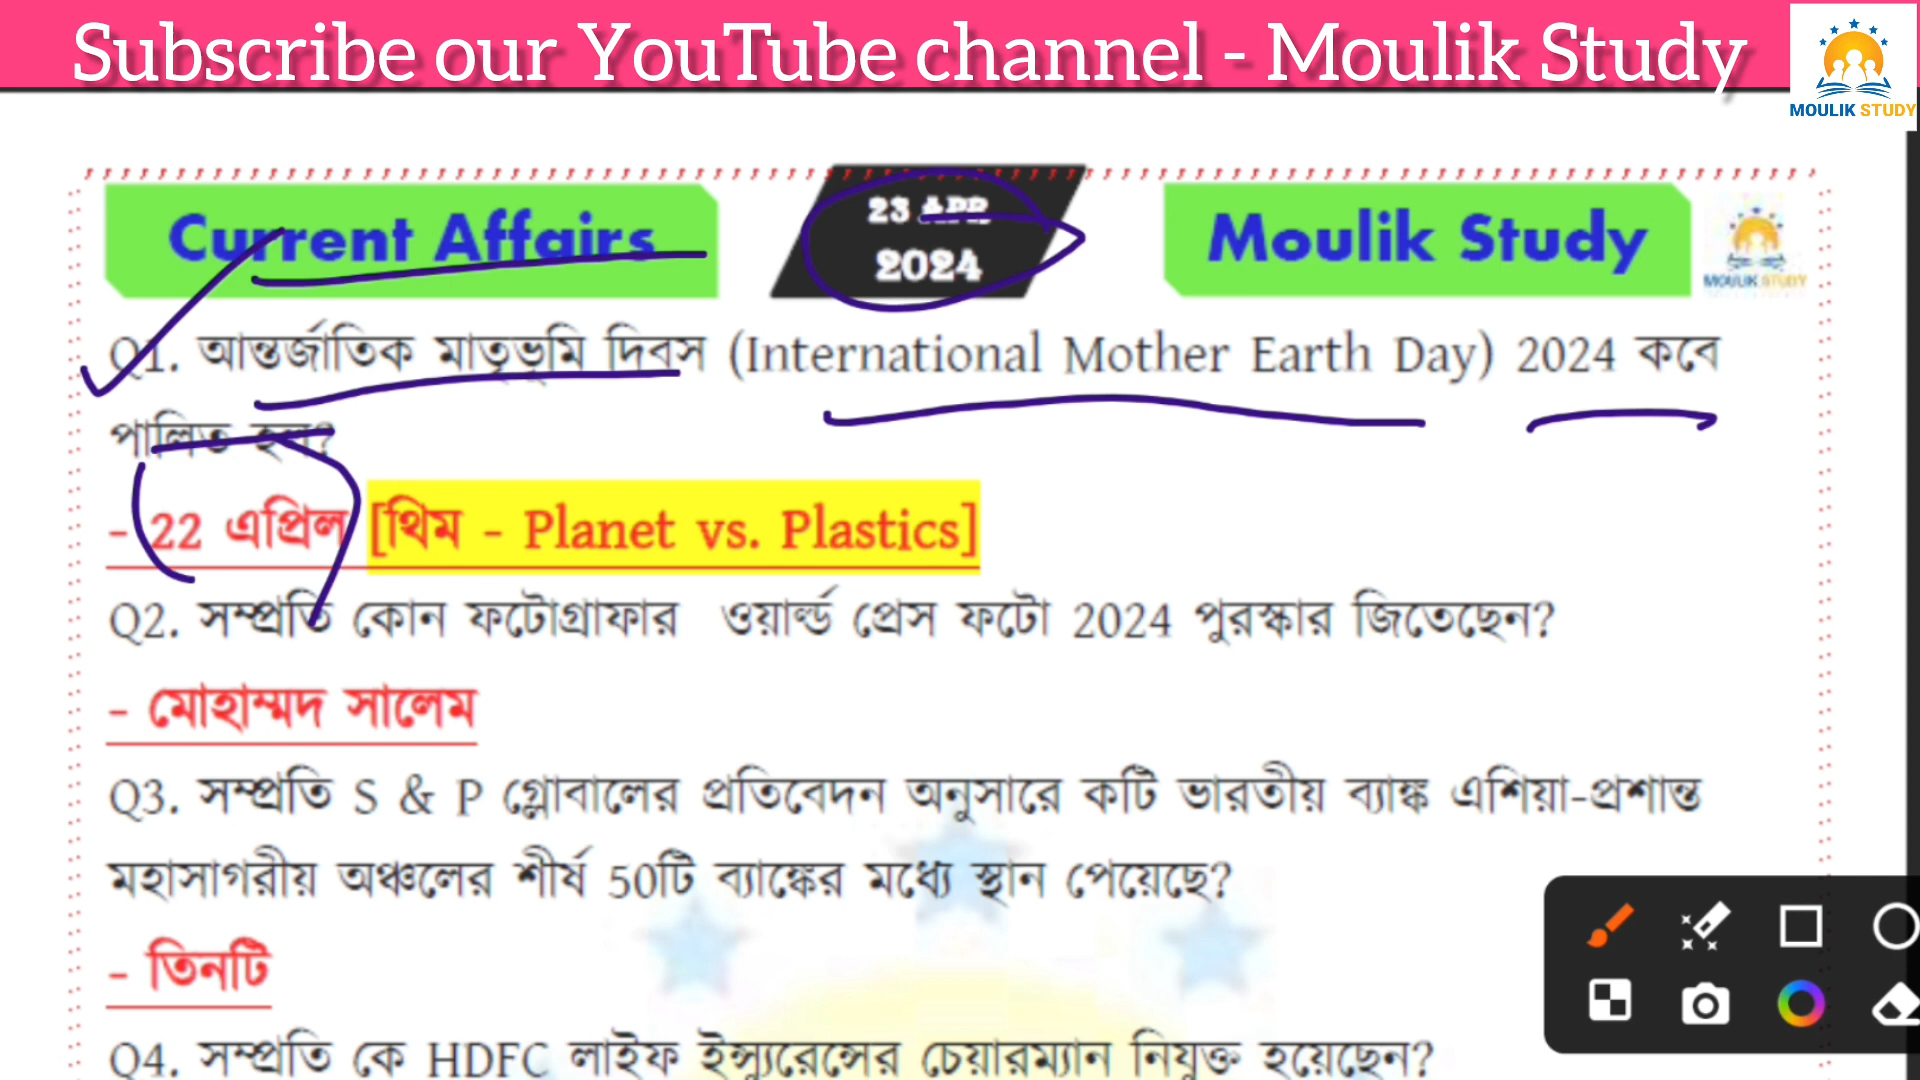 Subscribe our YouTube channel - Moulik Study
MOULIK STUDY
Current Affairs
23 APR
2024
Moulik Study
MOULIK STUDY
Q1. আন্তর্জাতিক মাতৃভূমি দিবস (International Mother Earth Day) 2024 কবে
পালিত হল?
- 22 এপ্রিল [থিম - Planet vs. Plastics]
Q2. সম্প্রতি কোন ফটোগ্রাফার ওয়ার্ল্ড প্রেস ফটো 2024 পুরস্কার জিতেছেন?
- মোহাম্মদ সালেম
Q3. সম্প্রতি S & P গ্লোবালের প্রতিবেদন অনুসারে কটি ভারতীয় ব্যাঙ্ক এশিয়া-প্রশান্ত
মহাসাগরীয় অঞ্চলের শীর্ষ 50টি ব্যাঙ্কের মধ্যে স্থান পেয়েছে?
- তিনটি
Q4. সম্প্রতি কে HDFC লাইফ ইন্স্যুরেন্সের চেয়ারম্যান নিযুক্ত হয়েছেন?